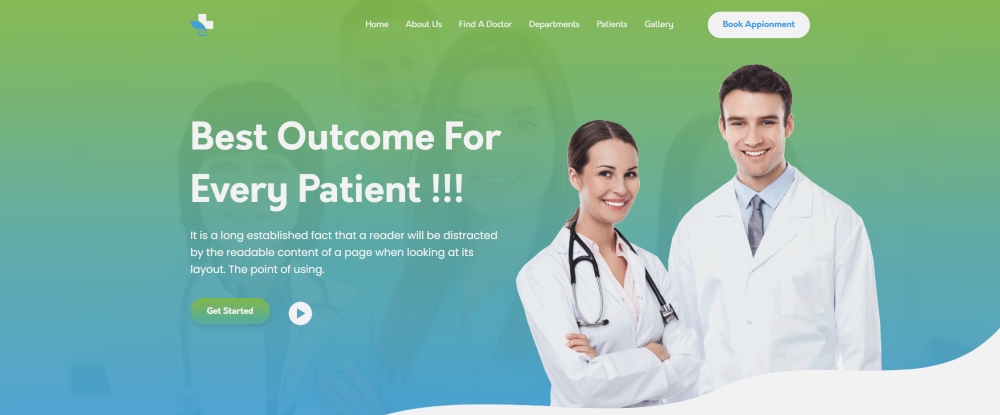 Home About Us Find A Doctor Departments Patients Gallery Book Appionment
Best Outcome For
Every Patient !!!
It is a long established fact that a reader will be distracted
by the readable content of a page when looking at its
layout. The point of using.
Get Started